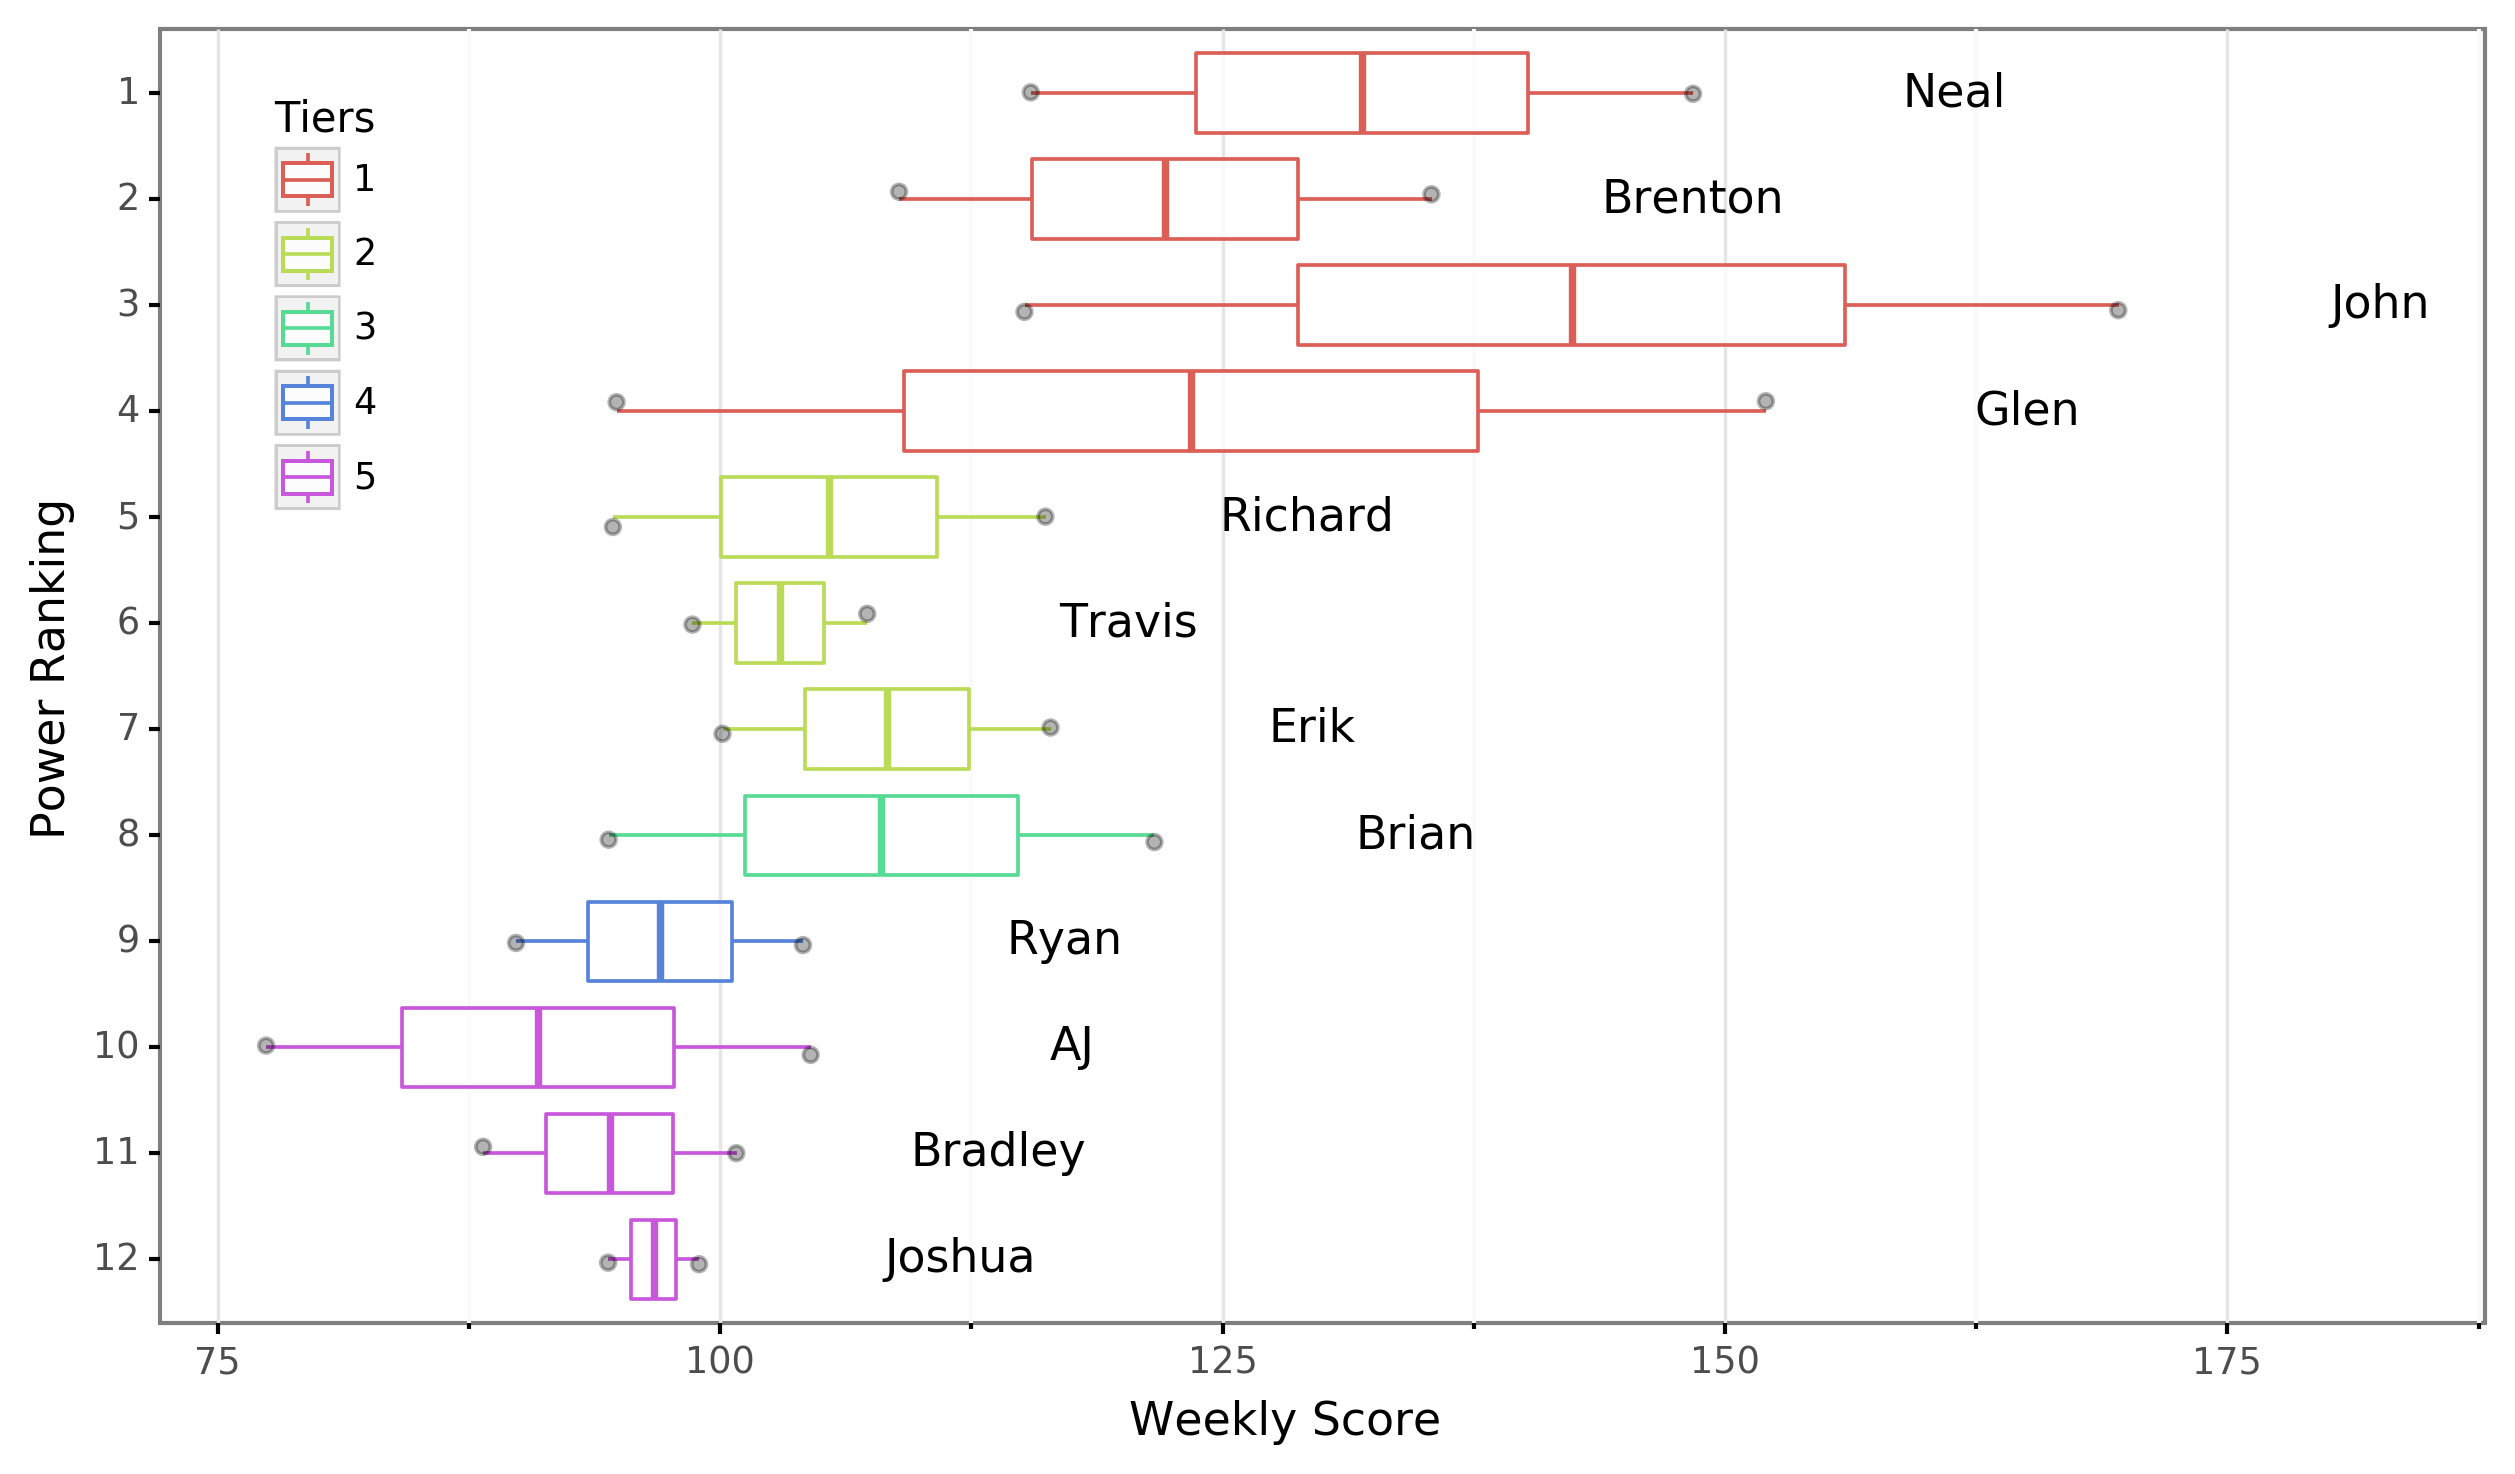 Tiers
1
2
3
4
5
Power Ranking
1 Neal
2 Brenton
3 John
4 Glen
5 Richard
6 Travis
7 Erik
8 Brian
9 Ryan
10 AJ
11 Bradley
12 Joshua
75 100 125 150 175
Weekly Score